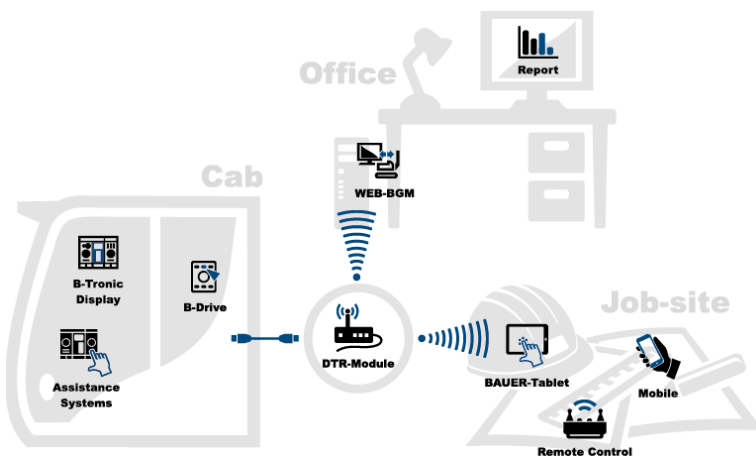 Office
Report
WEB-BGM
Cab
B-Tronic
Display
B-Drive
Assistance
Systems
DTR-Module
Job-site
BAUER-Tablet
Mobile
Remote Control